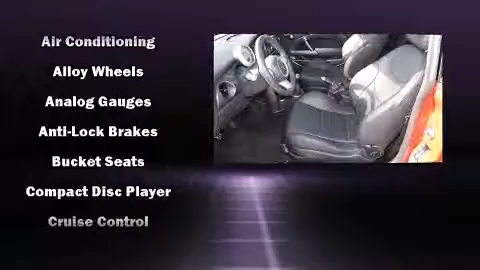 Air Conditioning
Alloy Wheels
Analog Gauges
Anti-Lock Brakes
Bucket Seats
Compact Disc Player
Cruise Control